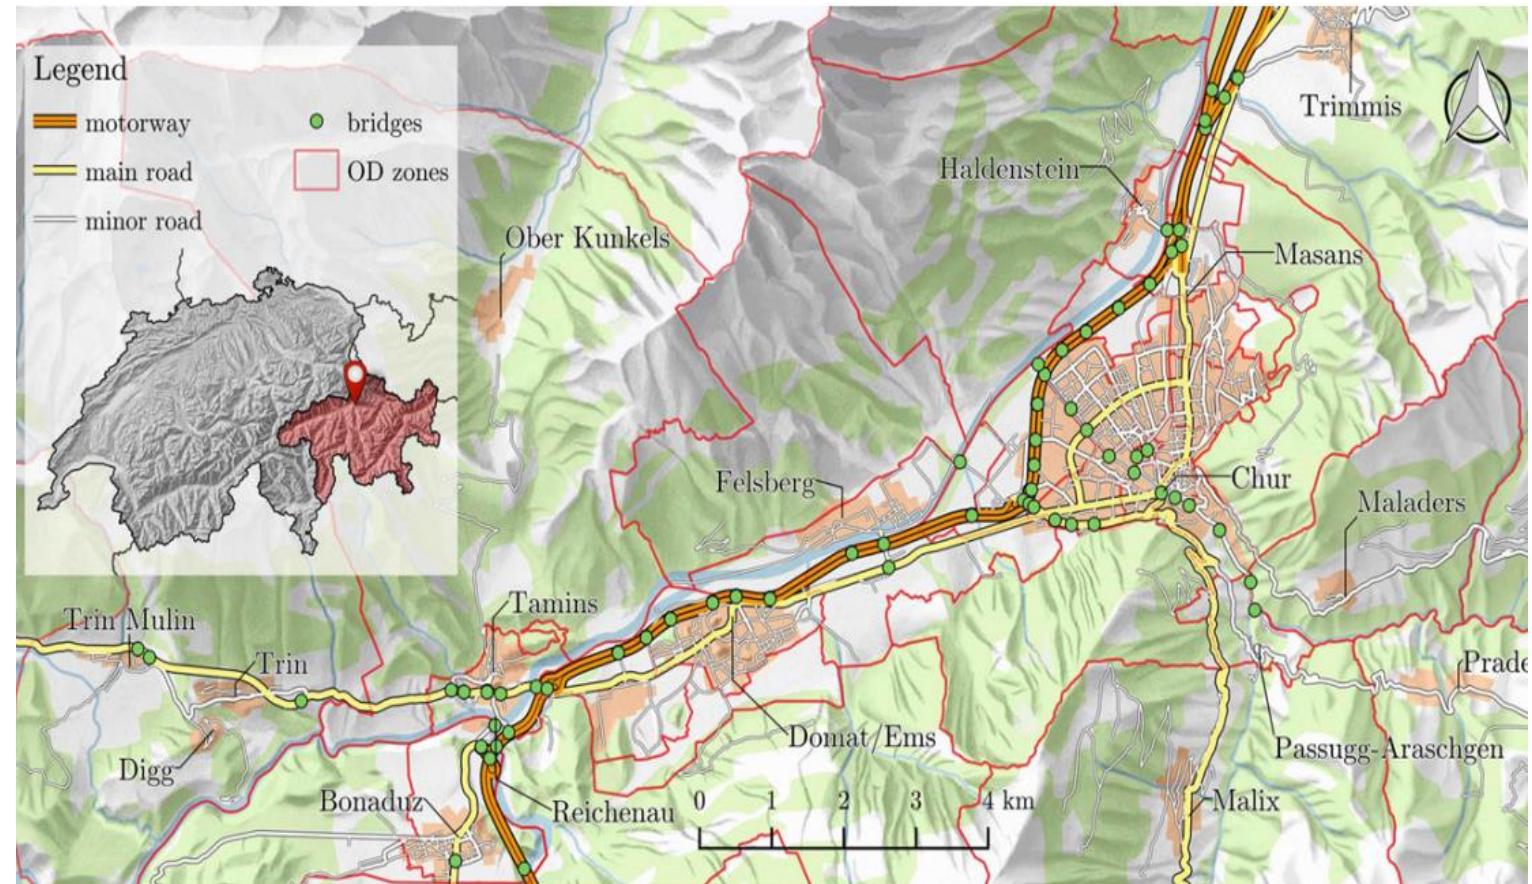 Legend
motorway
bridges
main road
OD zones
minor road
Trimmis
Haldenstein
Ober Kunkels
Masans
Felsberg
Chur
Maladers
Tamins
Trin Mulin
Trin
Prade
Domat/Ems
Passugg-Araschgen
Digg
Bonaduz
Reichenau
0 1 2 3 4 km
Malix